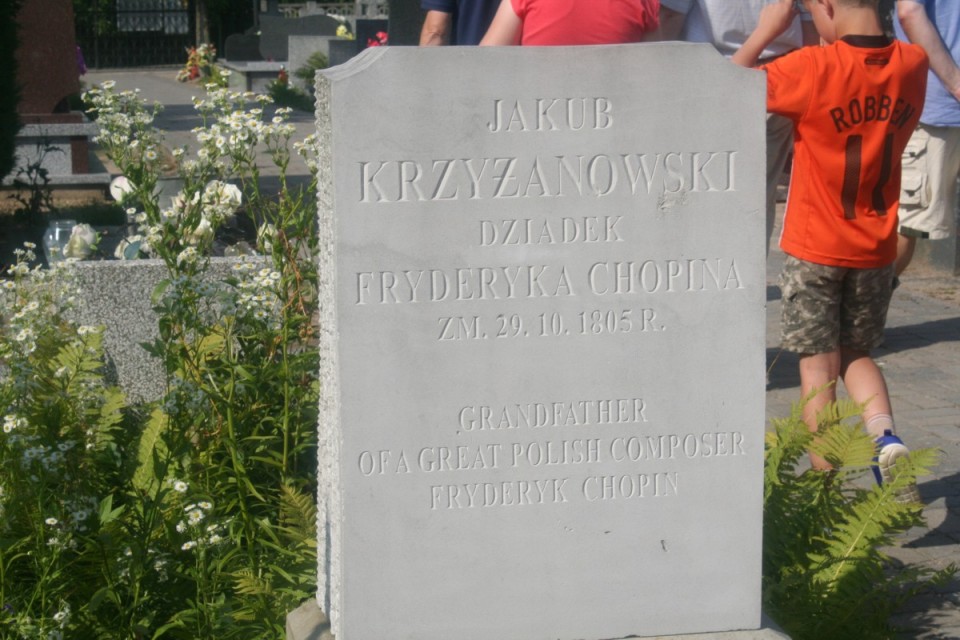 JAKUB
KRZYŻANOWSKI
DZIADEK
FRYDERYKA CHOPINA
ZM. 29. 10. 1805 R.
GRANDFATHER
OF A GREAT POLISH COMPOSER
FRYDERYK CHOPIN
ROBBEN
11